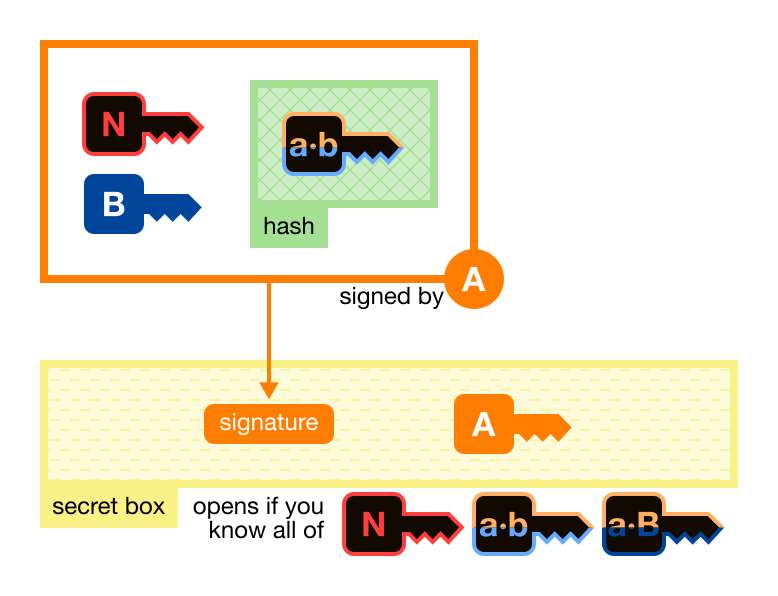 N
a·b
B
hash
A
signed by
signature
A
secret box
opens if you
know all of
N
a·b
a·B